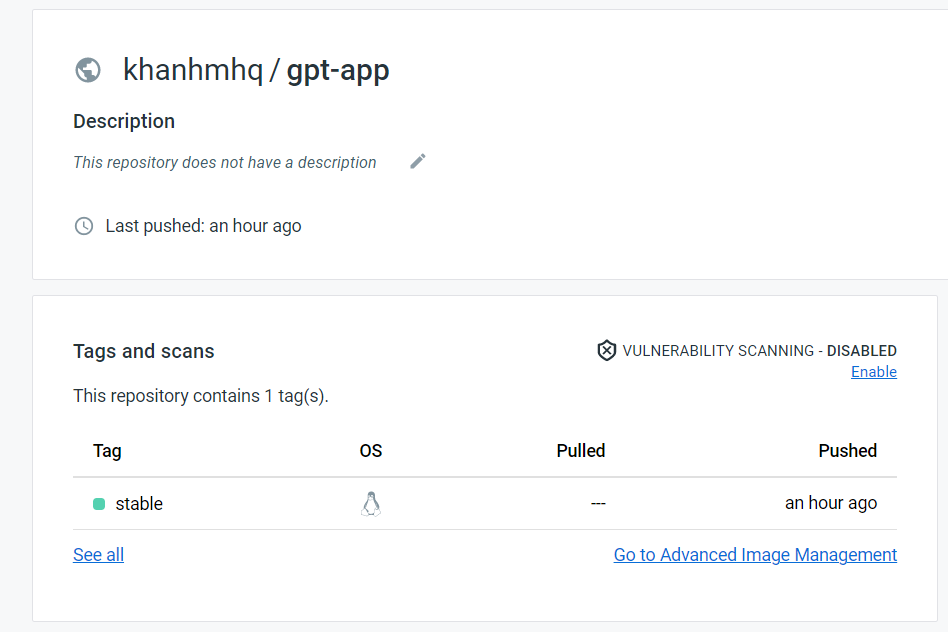 khanhmhq / gpt-app
Description
This repository does not have a description
Last pushed: an hour ago
Tags and scans
VULNERABILITY SCANNING - DISABLED
Enable
This repository contains 1 tag(s).
Tag OS Pulled Pushed
stable --- an hour ago
See all Go to Advanced Image Management